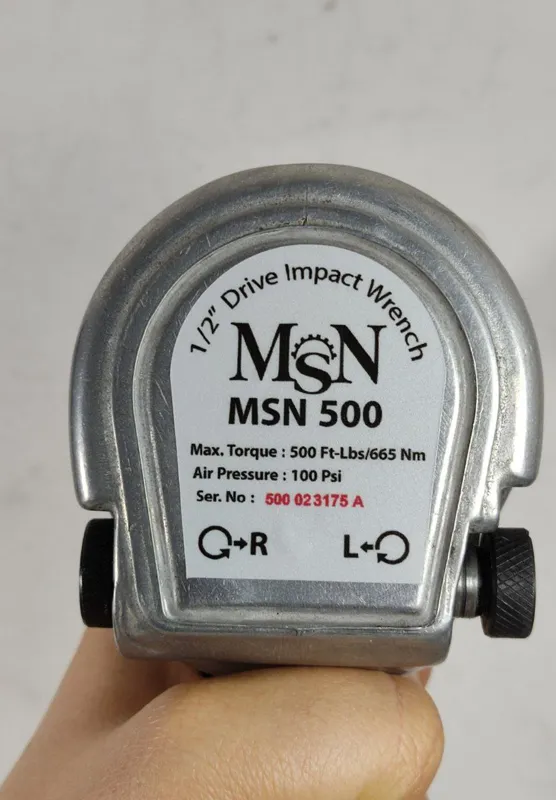 1/2" Drive Impact Wrench
MSN
MSN 500
Max. Torque : 500 Ft-Lbs/665 Nm
Air Pressure : 100 Psi
Ser. No : 500 023175 A
→R L←